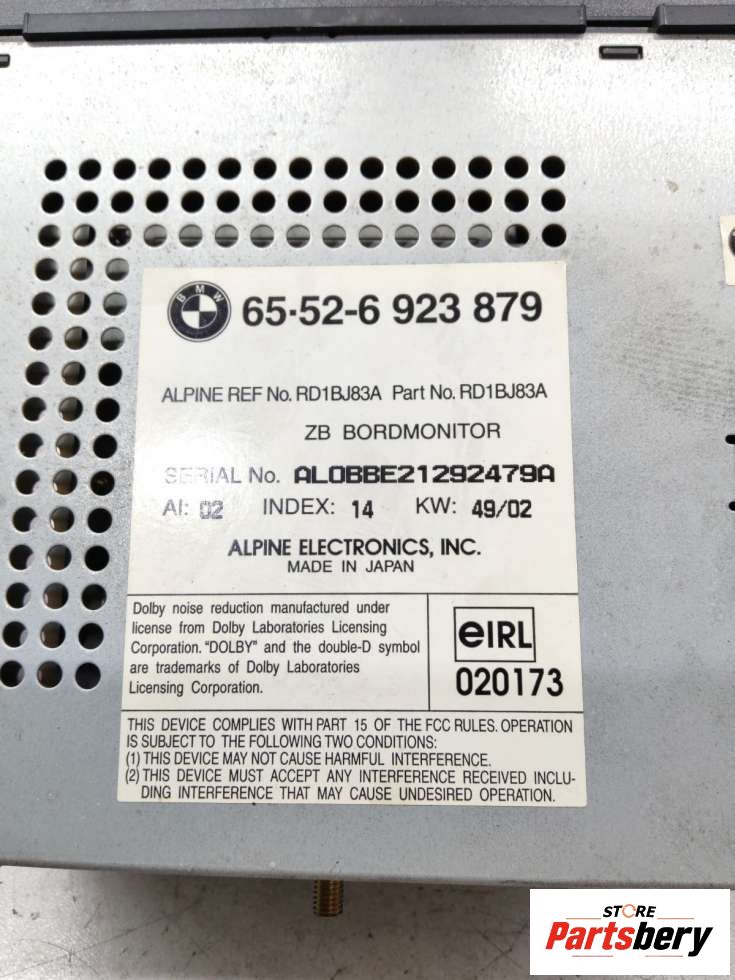 BMW
65·52-6 923 879
ALPINE REF No. RD1BJ83A Part No. RD1BJ83A
ZB BORDMONITOR
SERIAL No. AL0BBE21292479A
AI: 02 INDEX: 14 KW: 49/02
ALPINE ELECTRONICS, INC.
MADE IN JAPAN
Dolby noise reduction manufactured under
license from Dolby Laboratories Licensing
Corporation. "DOLBY" and the double-D symbol
are trademarks of Dolby Laboratories
Licensing Corporation.
eIRL
020173
THIS DEVICE COMPLIES WITH PART 15 OF THE FCC RULES. OPERATION
IS SUBJECT TO THE FOLLOWING TWO CONDITIONS:
(1) THIS DEVICE MAY NOT CAUSE HARMFUL INTERFERENCE.
(2) THIS DEVICE MUST ACCEPT ANY INTERFERENCE RECEIVED INCLU-
DING INTERFERENCE THAT MAY CAUSE UNDESIRED OPERATION.
STORE
Partsbery